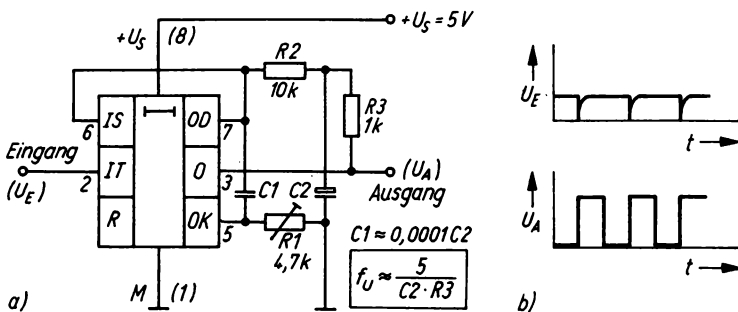 +U_S = 5V
+U_S (8)
R2
10k
R3
1k
IS
OD
6
7
Eingang
(U_E)
2
IT
O
3
C1
C2
(U_A)
Ausgang
R
OK
5
R1
4,7k
C1 ≈ 0,0001 C2
f_U ≈ 5 / (C2 · R3)
M (1)
a)
U_E
t
U_A
t
b)